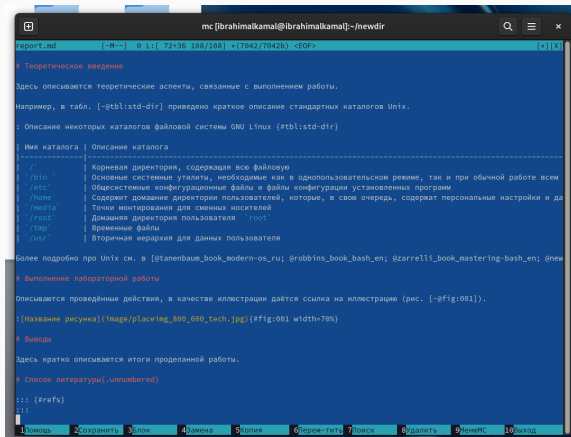 mc [ibrahimalkamal@ibrahimalkamal]:~/newdir
report.md [-M--] 0 L:[ 72+36 108/108] *(7042/7042b) <EOF> [*][X]
# Теоретическое введение
Здесь описываются теоретические аспекты, связанные с выполнением работы.
Например, в табл. [-@tbl:std-dir] приведено краткое описание стандартных каталогов Unix.
: Описание некоторых каталогов файловой системы GNU Linux {#tbl:std-dir}
| Имя каталога | Описание каталога
|--------------|
| `/` | Корневая директория, содержащая всю файловую
| `/bin ` | Основные системные утилиты, необходимые как в однопользовательском режиме, так и при обычной работе всем
| `/etc` | Общесистемные конфигурационные файлы и файлы конфигурации установленных программ
| `/home` | Содержит домашние директории пользователей, которые, в свою очередь, содержат персональные настройки и да
| `/media` | Точки монтирования для сменных носителей
| `/root` | Домашняя директория пользователя `root`
| `/tmp` | Временные файлы
| `/usr` | Вторичная иерархия для данных пользователя
Более подробно про Unix см. в [@tanenbaum_book_modern-os_ru; @robbins_book_bash_en; @zarrelli_book_mastering-bash_en; @new
# Выполнение лабораторной работы
Описываются проведённые действия, в качестве иллюстрации даётся ссылка на иллюстрацию (рис. [-@fig:001]).
![Название рисунка](image/placeimg_800_600_tech.jpg){#fig:001 width=70%}
# Выводы
Здесь кратко описываются итоги проделанной работы.
# Список литературы{.unnumbered}
::: {#refs}
:::
1Помощь 2Сохранить 3Блок 4Замена 5Копия 6Перем~тить 7Поиск 8Удалить 9МенюMC 10Выход